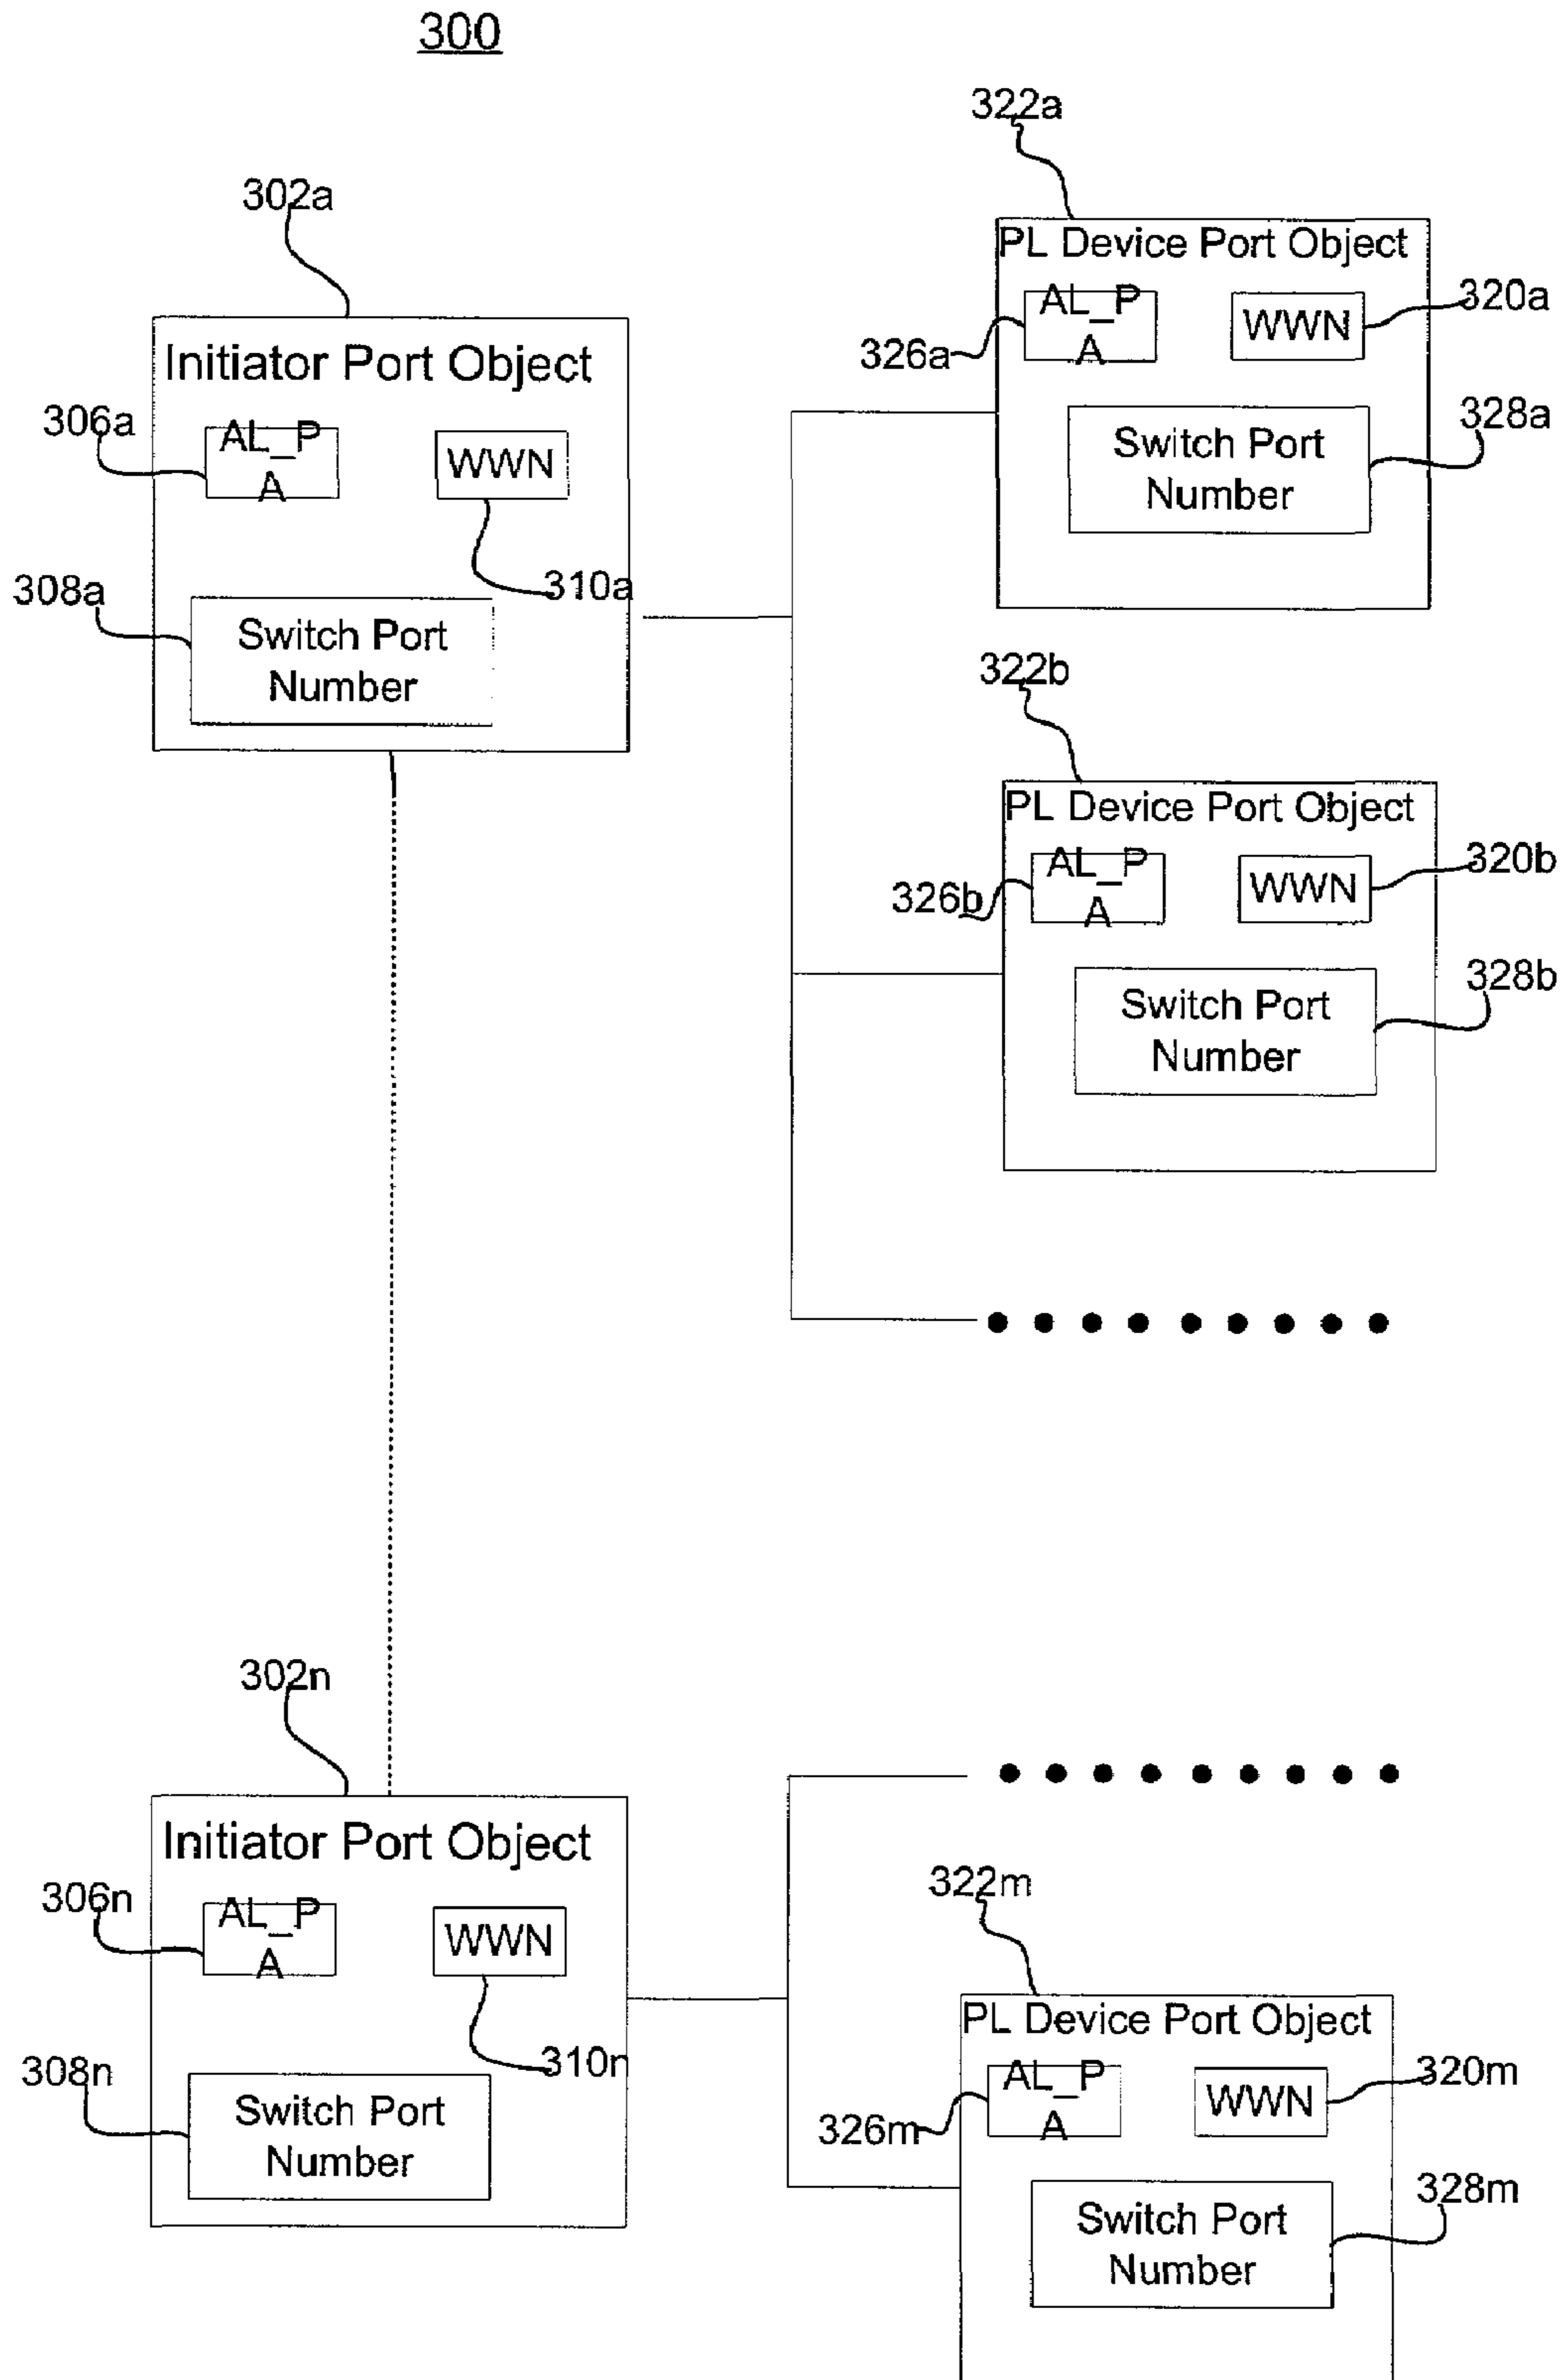 300
322a
302a
PL Device Port Object
AL_P
A
WWN
320a
326a
Initiator Port Object
306a
AL_P
A
WWN
Switch Port
Number
328a
308a
310a
Switch Port
Number
322b
PL Device Port Object
AL_P
A
WWN
320b
326b
Switch Port
Number
328b
302n
Initiator Port Object
306n
AL_P
A
WWN
322m
310n
308n
Switch Port
Number
PL Device Port Object
AL_P
A
WWN
320m
326m
Switch Port
Number
328m